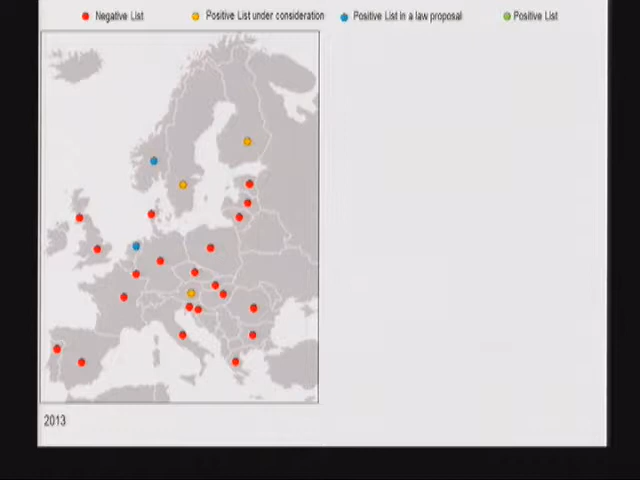 Negative List
Positive List under consideration
Positive List in a law proposal
Positive List
2013